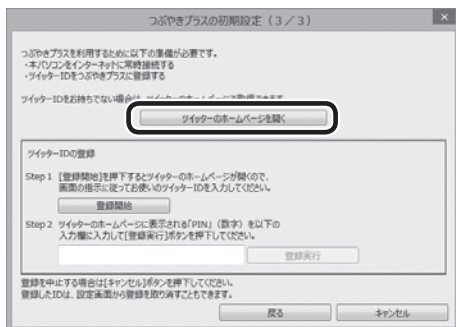 つぶやきプラスの初期設定（3／3）
つぶやきプラスを利用するために以下の準備が必要です。
・本パソコンをインターネットに常時接続する
・ツイッターIDをつぶやきプラスに登録する
ツイッターIDをお持ちでない場合は、ツイッターのホームページで取得できます。
ツイッターのホームページを開く
ツイッターIDの登録
Step 1 [登録開始]を押下するとツイッターのホームページが開くので、
画面の指示に従ってお使いのツイッターIDを入力してください。
登録開始
Step 2 ツイッターのホームページに表示される「PIN」（数字）を以下の
入力欄に入力して[登録実行]ボタンを押下してください。
登録実行
登録を中止する場合は[キャンセル]ボタンを押下してください。
登録したIDは、設定画面から登録を取り消すこともできます。
戻る
キャンセル